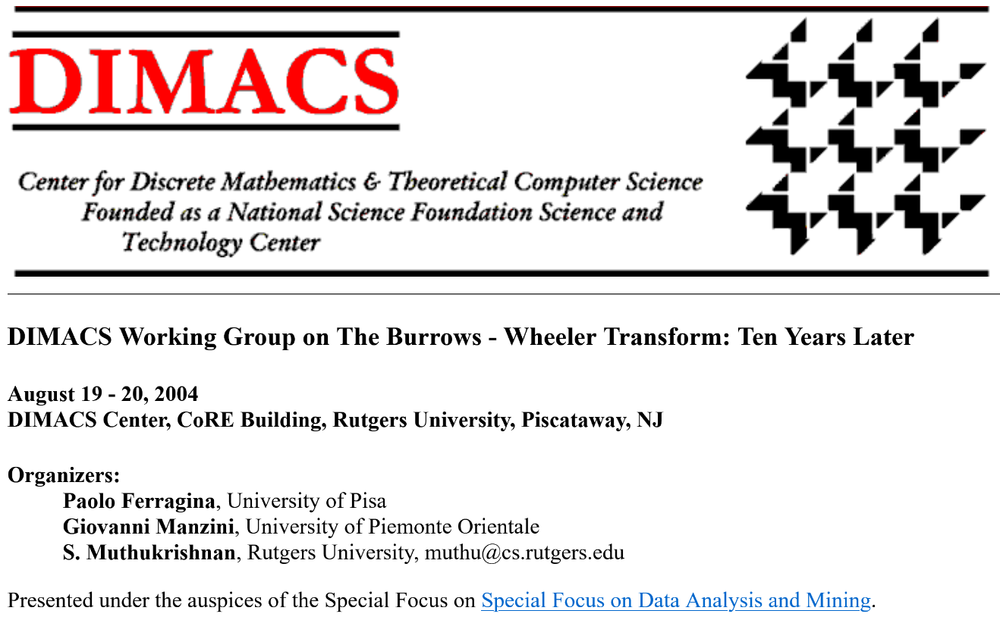 DIMACS
Center for Discrete Mathematics & Theoretical Computer Science
Founded as a National Science Foundation Science and
Technology Center
DIMACS Working Group on The Burrows - Wheeler Transform: Ten Years Later
August 19 - 20, 2004
DIMACS Center, CoRE Building, Rutgers University, Piscataway, NJ
Organizers:
Paolo Ferragina, University of Pisa
Giovanni Manzini, University of Piemonte Orientale
S. Muthukrishnan, Rutgers University, muthu@cs.rutgers.edu
Presented under the auspices of the Special Focus on Special Focus on Data Analysis and Mining.